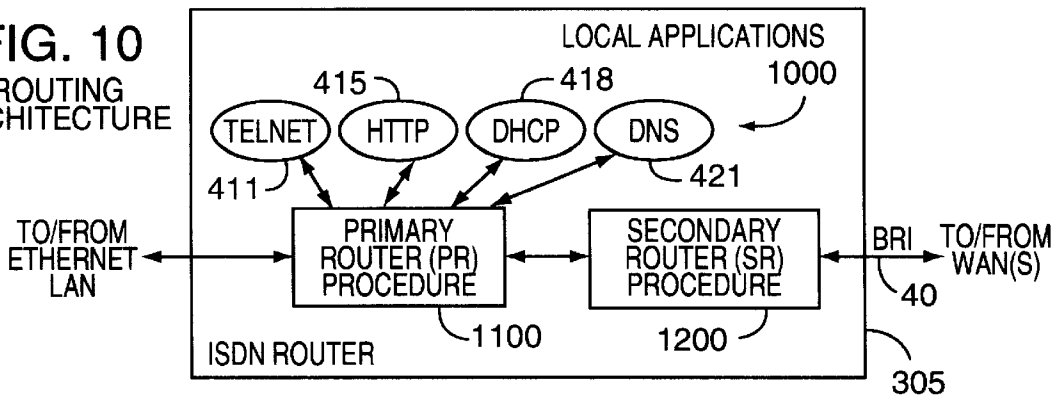 FIG. 10
ROUTING
CHITECTURE
LOCAL APPLICATIONS
1000
415
418
TELNET
HTTP
DHCP
DNS
411
421
TO/FROM
ETHERNET
LAN
PRIMARY
ROUTER (PR)
PROCEDURE
SECONDARY
ROUTER (SR)
PROCEDURE
BRI
40
TO/FROM
WAN(S)
1100
1200
ISDN ROUTER
305